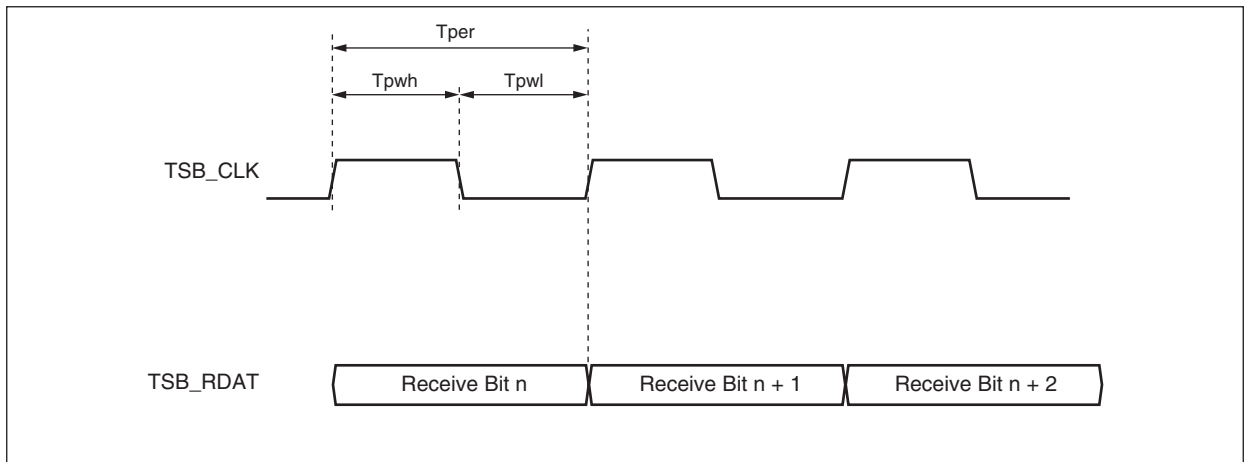 Tper
Tpwh Tpwl
TSB_CLK
TSB_RDAT Receive Bit n Receive Bit n + 1 Receive Bit n + 2